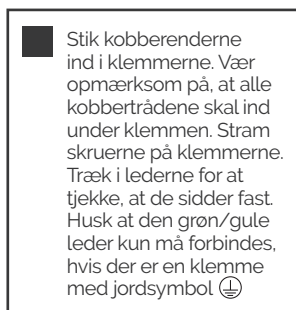 Stik kobberenderne
ind i klemmerne. Vær
opmærksom på, at alle
kobbertrådene skal ind
under klemmen. Stram
skruerne på klemmerne.
Træk i lederne for at
tjekke, at de sidder fast.
Husk at den grøn/gule
leder kun må forbindes,
hvis der er en klemme
med jordsymbol